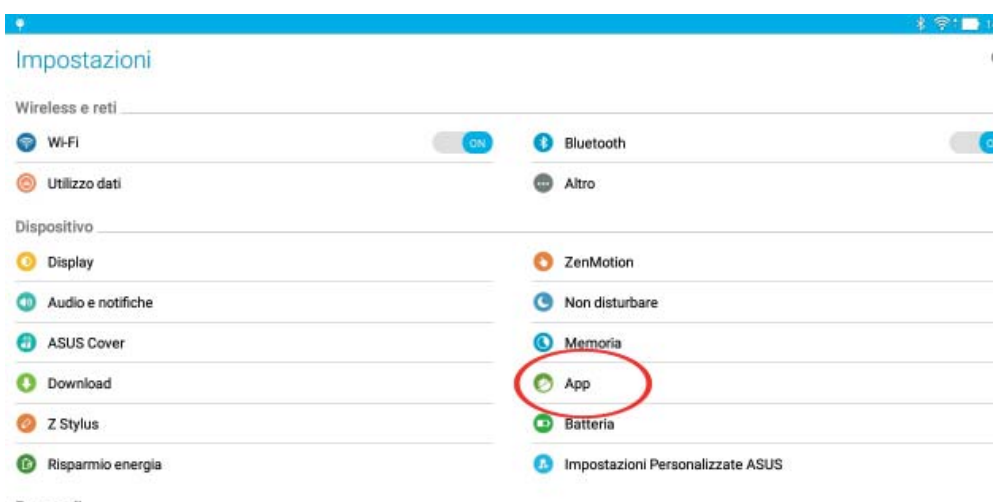 Impostazioni
Wireless e reti
Wi-Fi ON Bluetooth
Utilizzo dati Altro
Dispositivo
Display ZenMotion
Audio e notifiche Non disturbare
ASUS Cover Memoria
Download App
Z Stylus Batteria
Risparmio energia Impostazioni Personalizzate ASUS